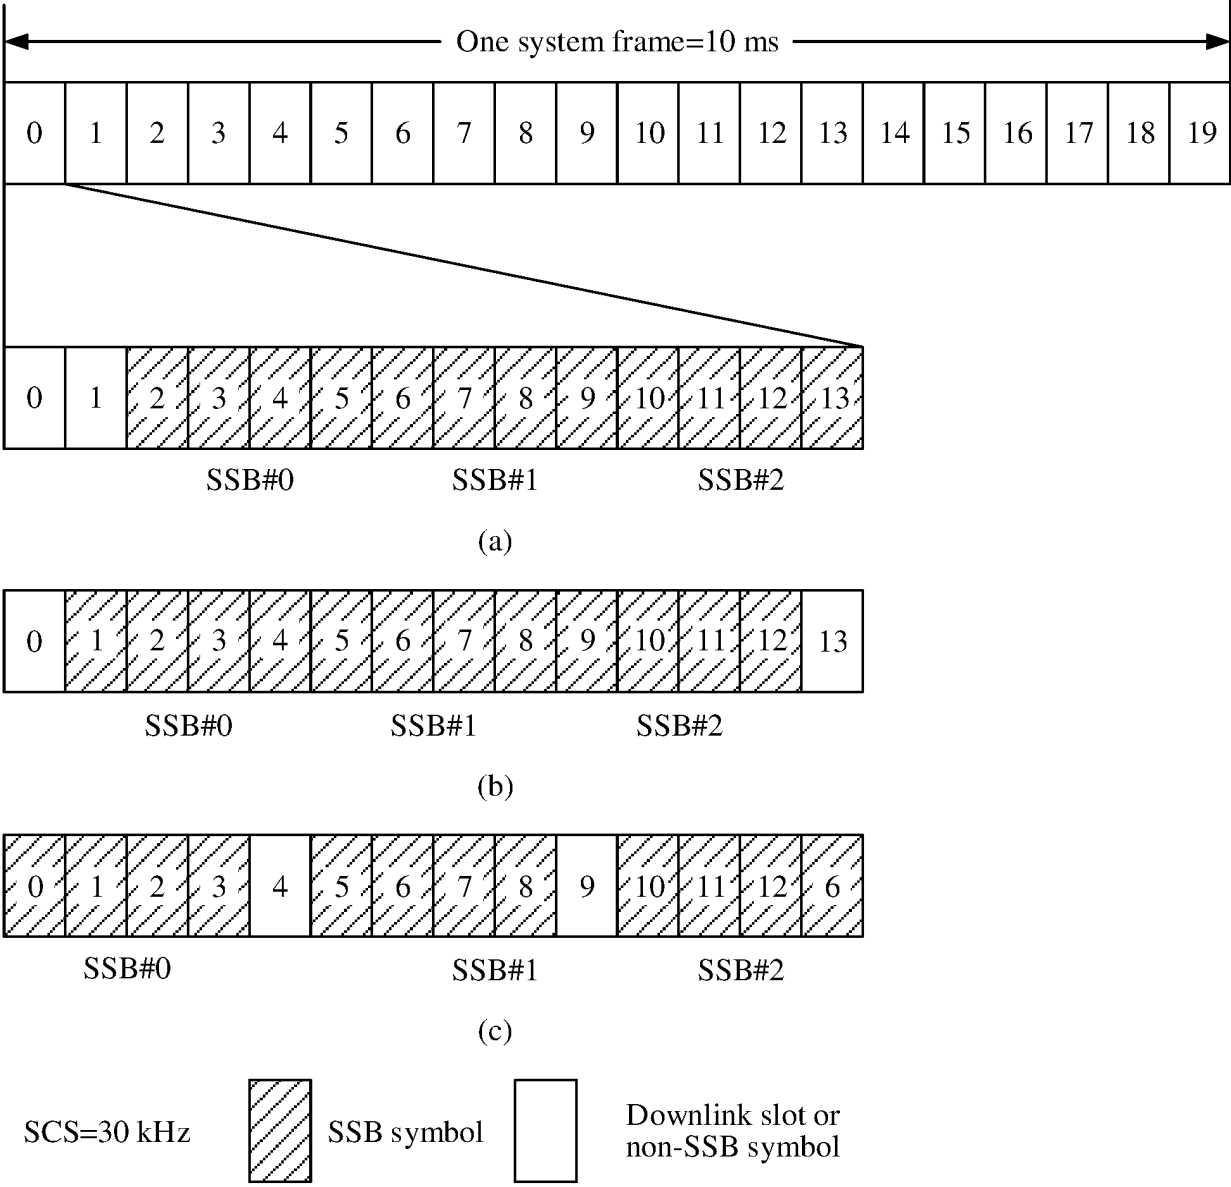 One system frame=10 ms
0 1 2 3 4 5 6 7 8 9 10 11 12 13 14 15 16 17 18 19
0 1 2 3 4 5 6 7 8 9 10 11 12 13
SSB#0 SSB#1 SSB#2
(a)
0 1 2 3 4 5 6 7 8 9 10 11 12 13
SSB#0 SSB#1 SSB#2
(b)
0 1 2 3 4 5 6 7 8 9 10 11 12 6
SSB#0 SSB#1 SSB#2
(c)
SCS=30 kHz SSB symbol Downlink slot or
non-SSB symbol